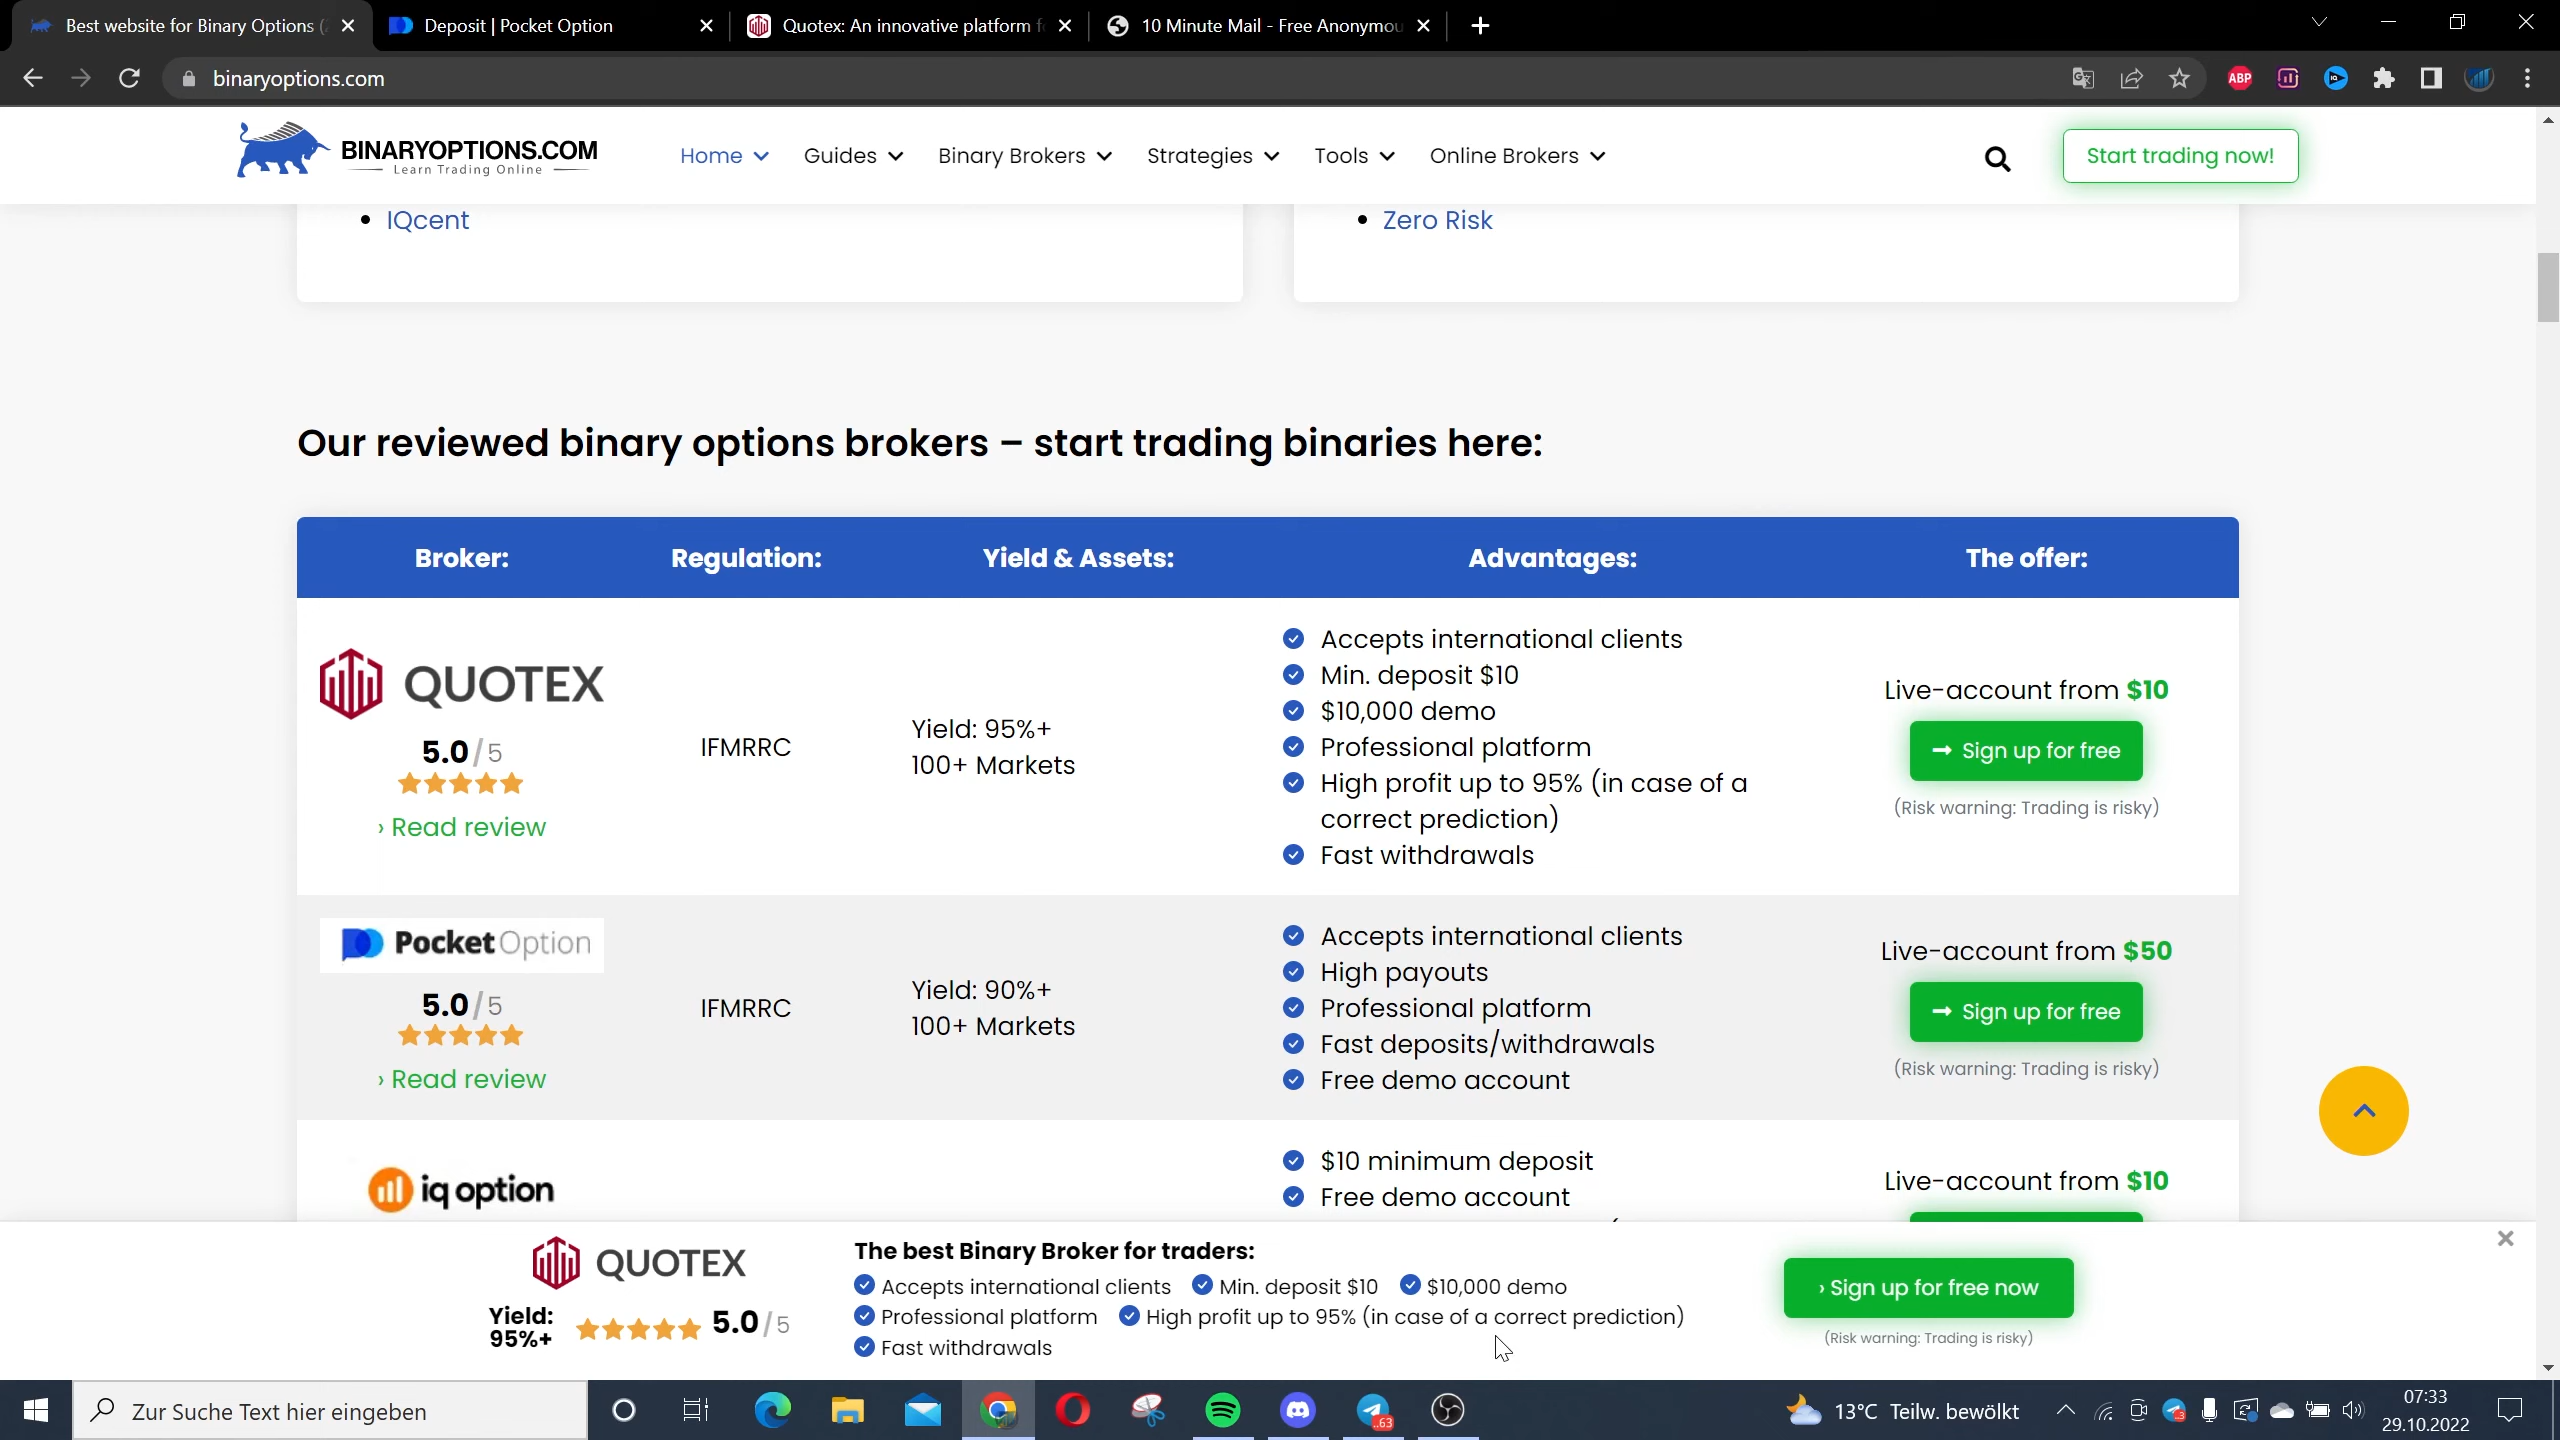 Best website for Binary Options (
Deposit | Pocket Option
Quotex: An innovative platform f
10 Minute Mail - Free Anonymou
binaryoptions.com
ABP
BINARYOPTIONS.COM
Learn Trading Online
Home
Guides
Binary Brokers
Strategies
Tools
Online Brokers
Start trading now!
IQcent
Zero Risk
Our reviewed binary options brokers – start trading binaries here:
Broker:
Regulation:
Yield & Assets:
Advantages:
The offer:
QUOTEX
5.0/5
› Read review
IFMRRC
Yield: 95%+
100+ Markets
Accepts international clients
Min. deposit $10
$10,000 demo
Professional platform
High profit up to 95% (in case of a
correct prediction)
Fast withdrawals
Live-account from $10
→ Sign up for free
(Risk warning: Trading is risky)
PocketOption
5.0/5
› Read review
IFMRRC
Yield: 90%+
100+ Markets
Accepts international clients
High payouts
Professional platform
Fast deposits/withdrawals
Free demo account
Live-account from $50
→ Sign up for free
(Risk warning: Trading is risky)
iq option
$10 minimum deposit
Free demo account
Live-account from $10
QUOTEX
Yield:
95%+
5.0/5
The best Binary Broker for traders:
Accepts international clients Min. deposit $10 $10,000 demo
Professional platform High profit up to 95% (in case of a correct prediction)
Fast withdrawals
› Sign up for free now
(Risk warning: Trading is risky)
Zur Suche Text hier eingeben
..63
13°C Teilw. bewölkt
3
07:33
29.10.2022